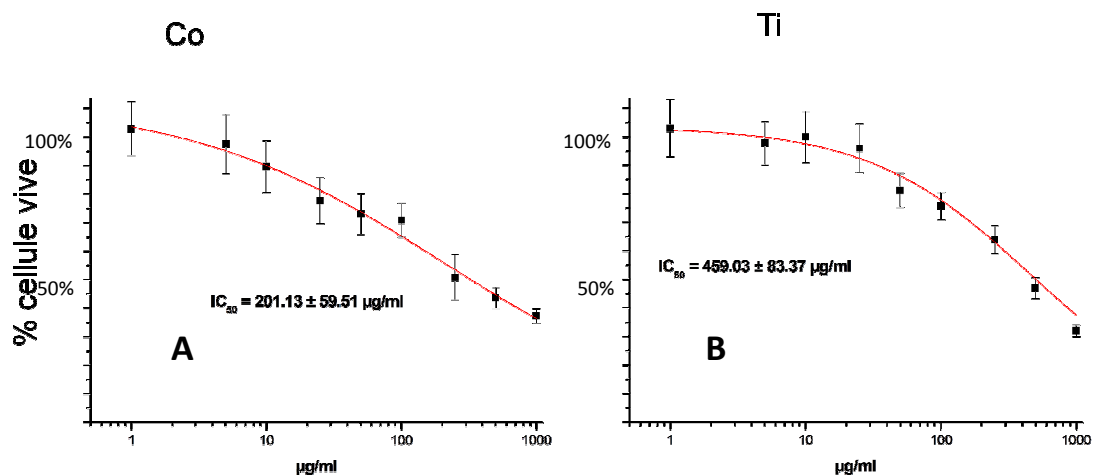 Co
Ti
% cellule vive
100%
50%
IC50 = 201.13 ± 59.51 µg/ml
A
1
10
100
1000
µg/ml
100%
50%
IC50 = 459.03 ± 83.37 µg/ml
B
1
10
100
1000
µg/ml